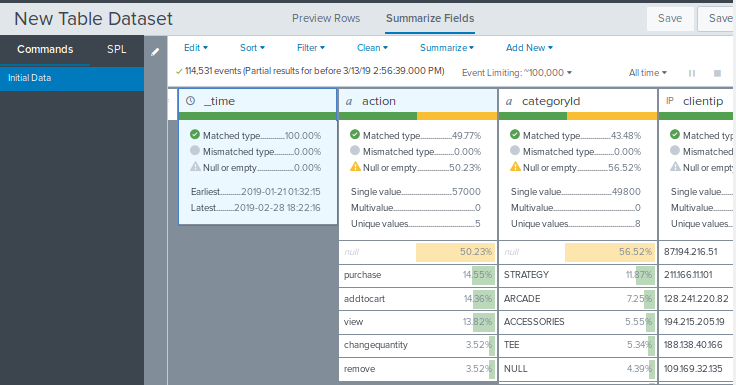 New Table Dataset Preview Rows Summarize Fields Save Save
Commands SPL
Initial Data
Edit Sort Filter Clean Summarize Add New
114,531 events (Partial results for before 3/13/19 2:56:39.000 PM) Event Limiting: ~100,000 All time
_time a action a categoryId IP clientip
Matched type 100.00% Matched type 49.77% Matched type 43.48% Matched typ
Mismatched type 0.00% Mismatched type 0.00% Mismatched type 0.00% Mismatched
Null or empty 0.00% Null or empty 50.23% Null or empty 56.52% Null or emp
Earliest 2019-01-21 01:32:15 Single value 57000 Single value 49800 Single value
Latest 2019-02-28 18:22:16 Multivalue 0 Multivalue 0 Multivalue
Unique values 5 Unique values 8 Unique values
null 50.23% null 56.52% 87.194.216.51
purchase 14.55% STRATEGY 11.87% 211.166.11.101
addtocart 14.36% ARCADE 7.25% 128.241.220.82
view 13.82% ACCESSORIES 5.55% 194.215.205.19
changequantity 3.52% TEE 5.34% 188.138.40.166
remove 3.52% NULL 4.39% 109.169.32.135